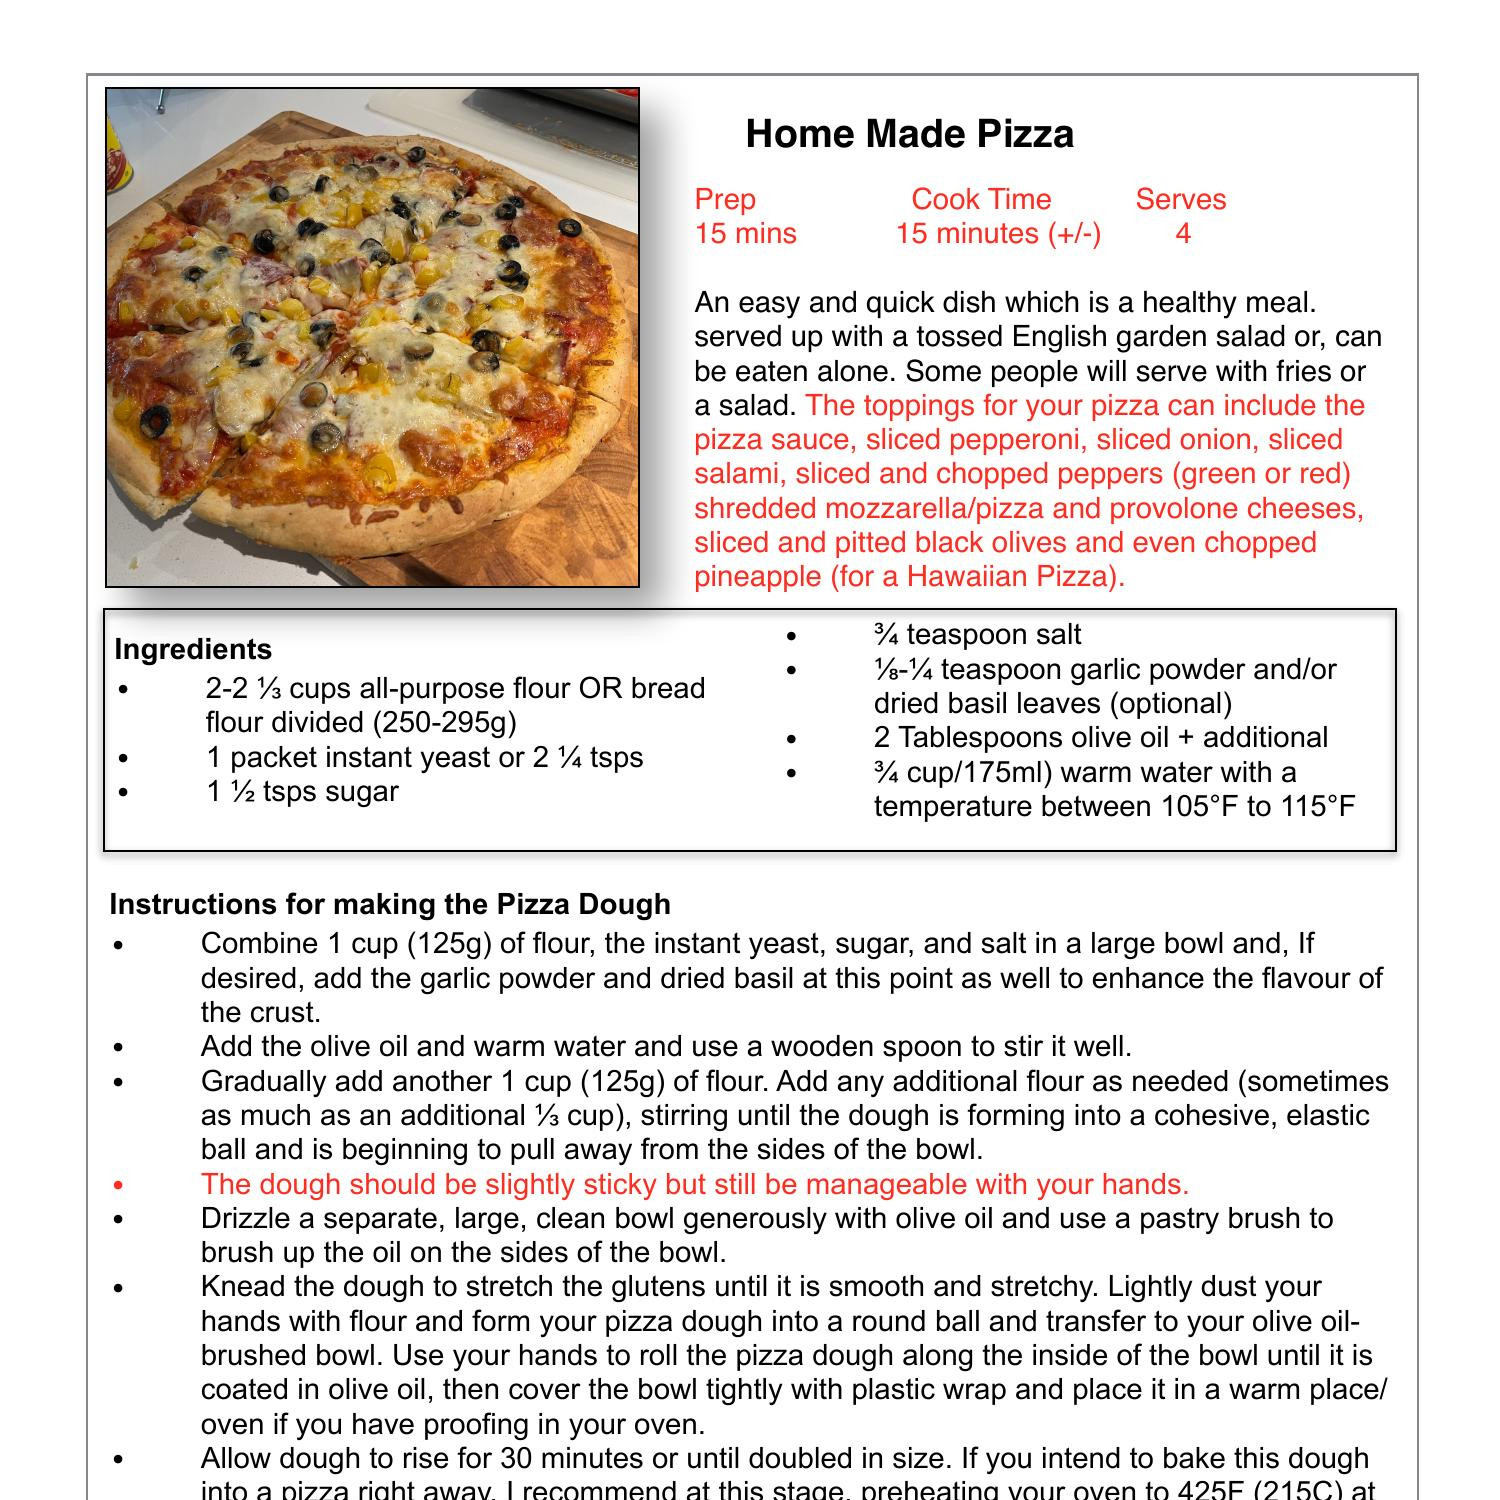 Home Made Pizza
Prep Cook Time Serves
15 mins 15 minutes (+/-) 4
An easy and quick dish which is a healthy meal.
served up with a tossed English garden salad or, can
be eaten alone. Some people will serve with fries or
a salad. The toppings for your pizza can include the
pizza sauce, sliced pepperoni, sliced onion, sliced
salami, sliced and chopped peppers (green or red)
shredded mozzarella/pizza and provolone cheeses,
sliced and pitted black olives and even chopped
pineapple (for a Hawaiian Pizza).
Ingredients
• 2-2 ⅓ cups all-purpose flour OR bread
flour divided (250-295g)
• 1 packet instant yeast or 2 ¼ tsps
• 1 ½ tsps sugar
• ¾ teaspoon salt
• ⅛-¼ teaspoon garlic powder and/or
dried basil leaves (optional)
• 2 Tablespoons olive oil + additional
• ¾ cup/175ml) warm water with a
temperature between 105°F to 115°F
Instructions for making the Pizza Dough
• Combine 1 cup (125g) of flour, the instant yeast, sugar, and salt in a large bowl and, If
desired, add the garlic powder and dried basil at this point as well to enhance the flavour of
the crust.
• Add the olive oil and warm water and use a wooden spoon to stir it well.
• Gradually add another 1 cup (125g) of flour. Add any additional flour as needed (sometimes
as much as an additional ⅓ cup), stirring until the dough is forming into a cohesive, elastic
ball and is beginning to pull away from the sides of the bowl.
• The dough should be slightly sticky but still be manageable with your hands.
• Drizzle a separate, large, clean bowl generously with olive oil and use a pastry brush to
brush up the oil on the sides of the bowl.
• Knead the dough to stretch the glutens until it is smooth and stretchy. Lightly dust your
hands with flour and form your pizza dough into a round ball and transfer to your olive oil-
brushed bowl. Use your hands to roll the pizza dough along the inside of the bowl until it is
coated in olive oil, then cover the bowl tightly with plastic wrap and place it in a warm place/
oven if you have proofing in your oven.
• Allow dough to rise for 30 minutes or until doubled in size. If you intend to bake this dough
into a pizza right away, I recommend at this stage, preheating your oven to 425F (215C) at